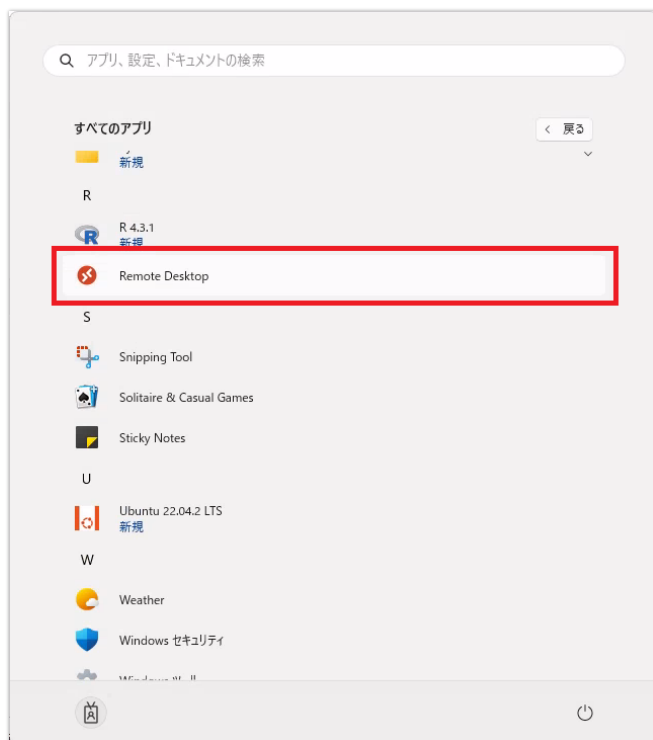 アプリ、設定、ドキュメントの検索
すべてのアプリ
戻る
新規
R
R 4.3.1
新規
Remote Desktop
S
Snipping Tool
Solitaire & Casual Games
Sticky Notes
U
Ubuntu 22.04.2 LTS
新規
W
Weather
Windows セキュリティ